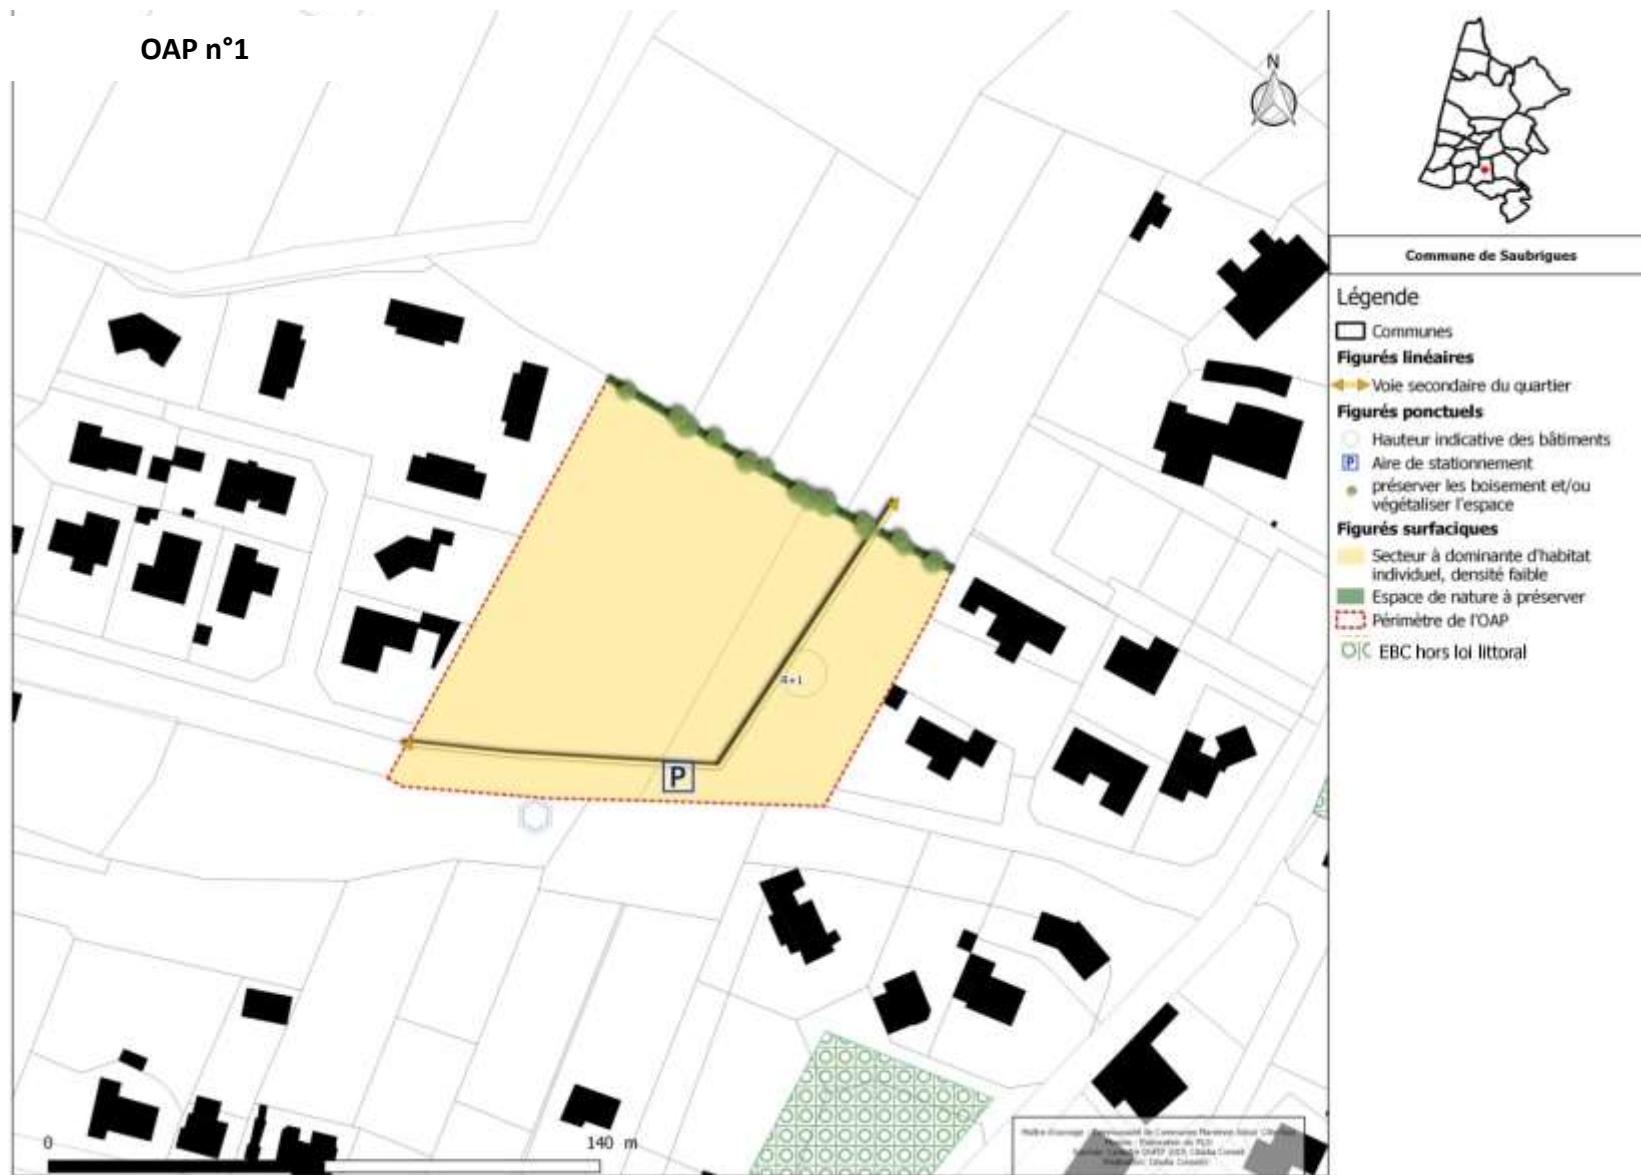 OAP n°1
N
Commune de Saubrigues
Légende
Communes
Figurés linéaires
Voie secondaire du quartier
Figurés ponctuels
Hauteur indicative des bâtiments
P Aire de stationnement
préserver les boisement et/ou
végétaliser l'espace
Figurés surfaciques
Secteur à dominante d'habitat
individuel, densité faible
Espace de nature à préserver
Périmètre de l'OAP
EBC hors loi littoral
R+1
P
0 140 m